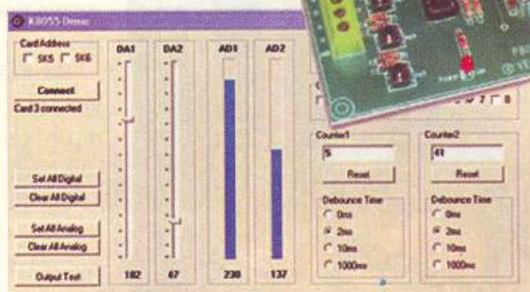 K8055 Demo
Card Address
SK5 SK6
Connect
Card 3 connected
Set All Digital
Clear All Digital
Set All Analog
Clear All Analog
Output Test
DA1 DA2 AD1 AD2
182 67 230 137
7 8
Counter1
5
Reset
Debounce Time
0ms
2ms
10ms
1000ms
Counter2
41
Reset
Debounce Time
0ms
2ms
10ms
1000ms